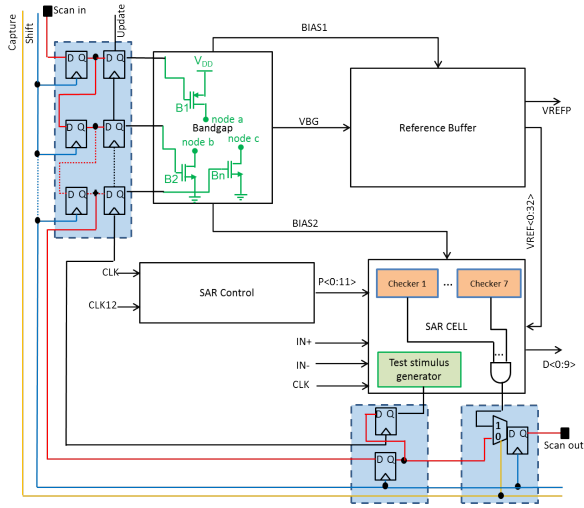 Capture
Shift
Scan in
Update
D Q
D Q
D Q
D Q
D Q
D Q
VDD
B1
node a
Bandgap
node b
node c
B2
Bn
BIAS1
VBG
BIAS2
Reference Buffer
VREFP
VREF<0:32>
CLK
CLK12
SAR Control
P<0:11>
Checker 1
...
Checker 7
SAR CELL
...
IN+
IN-
CLK
Test stimulus
generator
D<0:9>
D Q
D Q
1
0
D Q
Scan out